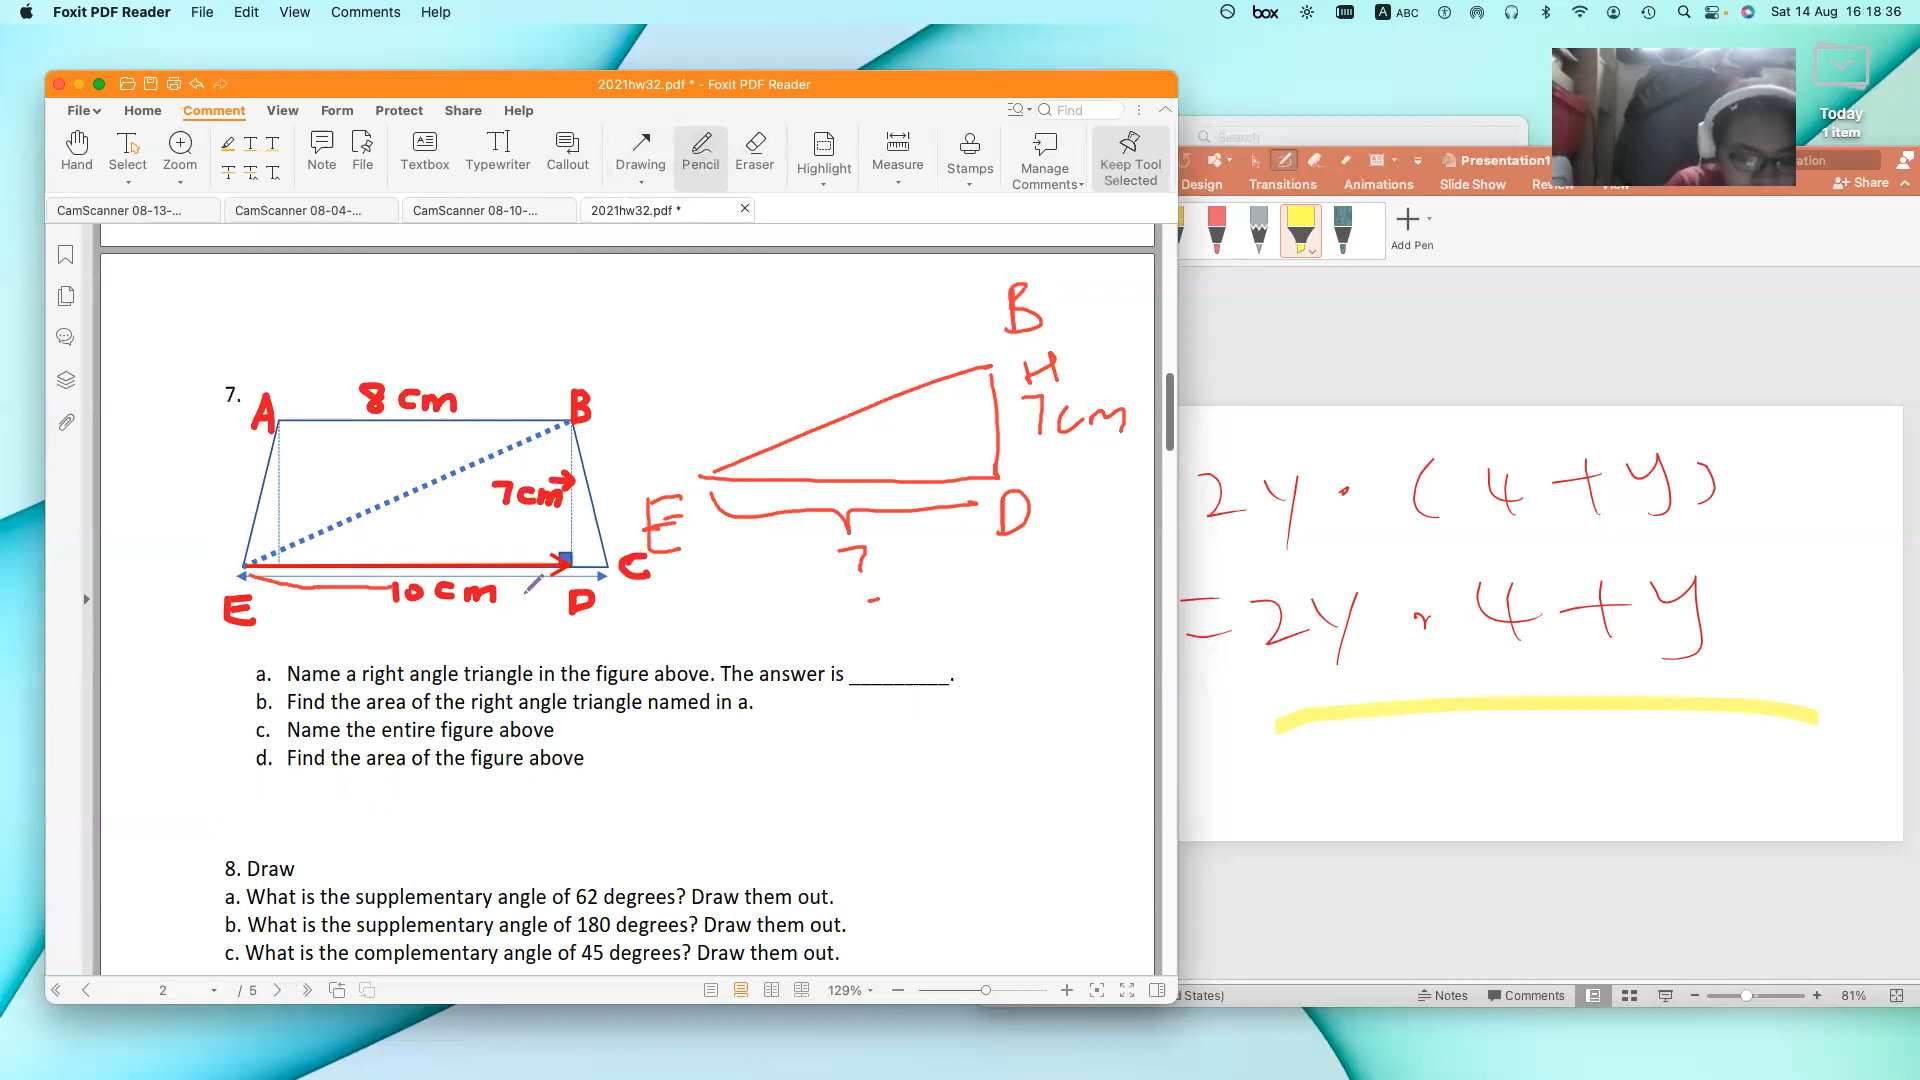 Foxit PDF Reader File Edit View Comments Help
box A ABC Sat 14 Aug 16:18:36
2021hw32.pdf * - Foxit PDF Reader
File Home Comment View Form Protect Share Help Find
Hand Select Zoom Note File Textbox Typewriter Callout Drawing Pencil Eraser Highlight Measure Stamps Manage Comments Keep Tool Selected
CamScanner 08-13-... CamScanner 08-04-... CamScanner 08-10-... 2021hw32.pdf *
Today
1 item
Search
Presentation1
Design Transitions Animations Slide Show Share
Add Pen
7.
A 8 cm B
7cm
E 10 cm D C
B
H
7cm
E D
?
a. Name a right angle triangle in the figure above. The answer is _________.
b. Find the area of the right angle triangle named in a.
c. Name the entire figure above
d. Find the area of the figure above
8. Draw
a. What is the supplementary angle of 62 degrees? Draw them out.
b. What is the supplementary angle of 180 degrees? Draw them out.
c. What is the complementary angle of 45 degrees? Draw them out.
2y · (4+y)
= 2y · 4+y
2 / 5 129%
Notes Comments 81%